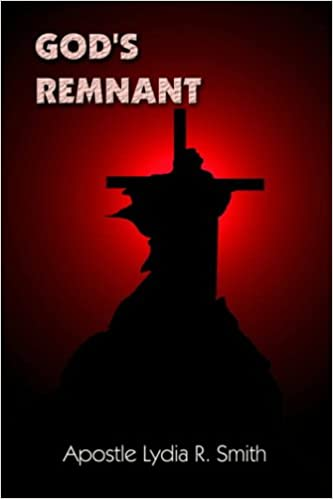 GOD'S
REMNANT
Apostle Lydia R. Smith